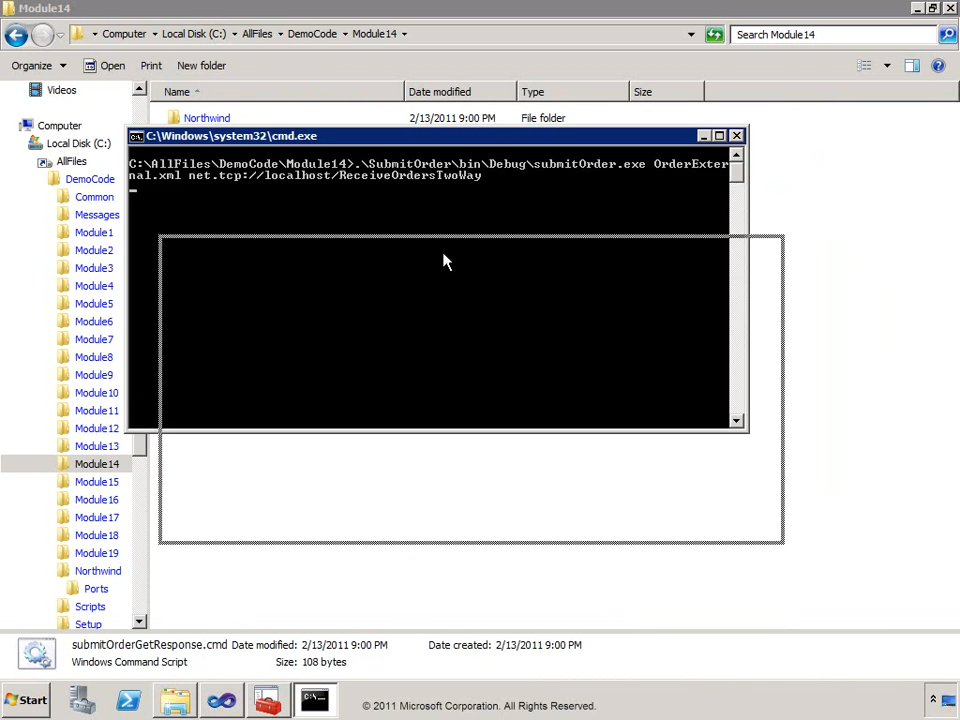 Module14
Computer
Local Disk (C:)
AllFiles
DemoCode
Module14
Search Module14
Organize
Open
Print
New folder
Videos
Name
Date modified
Type
Size
Northwind
2/13/2011 9:00 PM
File folder
Computer
Local Disk (C:)
AllFiles
DemoCode
Common
Messages
Module1
Module2
Module3
Module4
Module5
Module6
Module7
Module8
Module9
Module10
Module11
Module12
Module13
Module14
Module15
Module16
Module17
Module18
Module19
Northwind
Ports
Scripts
Setup
C:\Windows\system32\cmd.exe
C:\AllFiles\DemoCode\Module14>.\SubmitOrder\bin\Debug\submitOrder.exe OrderExter
nal.xml net.tcp://localhost/ReceiveOrdersTwoWay
submitOrderGetResponse.cmd Date modified: 2/13/2011 9:00 PM Date created: 2/13/2011 9:00 PM
Windows Command Script Size: 108 bytes
Start
© 2011 Microsoft Corporation. All Rights Reserved.